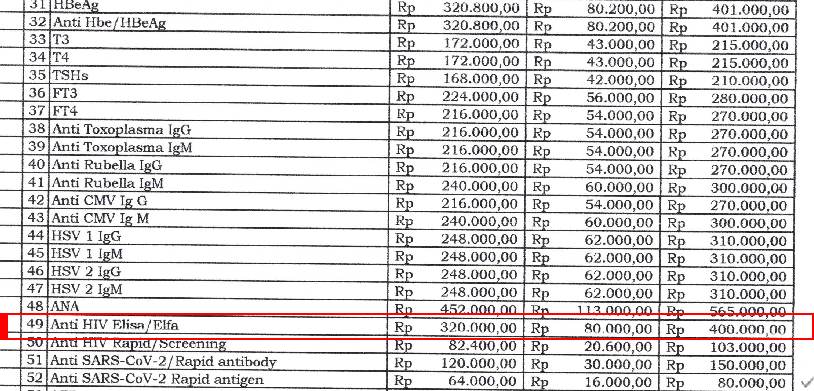 31 HBeAg Rp 320.800,00 Rp 80.200,00 Rp 401.000,00
32 Anti Hbe/HBeAg Rp 320.800,00 Rp 80.200,00 Rp 401.000,00
33 T3 Rp 172.000,00 Rp 43.000,00 Rp 215.000,00
34 T4 Rp 172.000,00 Rp 43.000,00 Rp 215.000,00
35 TSHs Rp 168.000,00 Rp 42.000,00 Rp 210.000,00
36 FT3 Rp 224.000,00 Rp 56.000,00 Rp 280.000,00
37 FT4 Rp 216.000,00 Rp 54.000,00 Rp 270.000,00
38 Anti Toxoplasma IgG Rp 216.000,00 Rp 54.000,00 Rp 270.000,00
39 Anti Toxoplasma IgM Rp 216.000,00 Rp 54.000,00 Rp 270.000,00
40 Anti Rubella IgG Rp 216.000,00 Rp 54.000,00 Rp 270.000,00
41 Anti Rubella IgM Rp 240.000,00 Rp 60.000,00 Rp 300.000,00
42 Anti CMV Ig G Rp 216.000,00 Rp 54.000,00 Rp 270.000,00
43 Anti CMV Ig M Rp 240.000,00 Rp 60.000,00 Rp 300.000,00
44 HSV 1 IgG Rp 248.000,00 Rp 62.000,00 Rp 310.000,00
45 HSV 1 IgM Rp 248.000,00 Rp 62.000,00 Rp 310.000,00
46 HSV 2 IgG Rp 248.000,00 Rp 62.000,00 Rp 310.000,00
47 HSV 2 IgM Rp 248.000,00 Rp 62.000,00 Rp 310.000,00
48 ANA Rp 452.000,00 Rp 113.000,00 Rp 565.000,00
49 Anti HIV Elisa/Elfa Rp 320.000,00 Rp 80.000,00 Rp 400.000,00
50 Anti HIV Rapid/Screening Rp 82.400,00 Rp 20.600,00 Rp 103.000,00
51 Anti SARS-CoV-2/Rapid antibody Rp 120.000,00 Rp 30.000,00 Rp 150.000,00
52 Anti SARS-CoV-2 Rapid antigen Rp 64.000,00 Rp 16.000,00 Rp 80.000,00